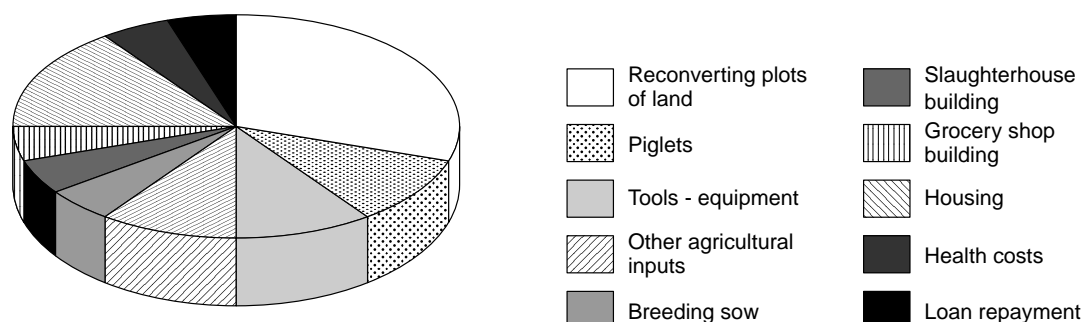 Reconverting plots
of land
Piglets
Tools - equipment
Other agricultural
inputs
Breeding sow
Slaughterhouse
building
Grocery shop
building
Housing
Health costs
Loan repayment